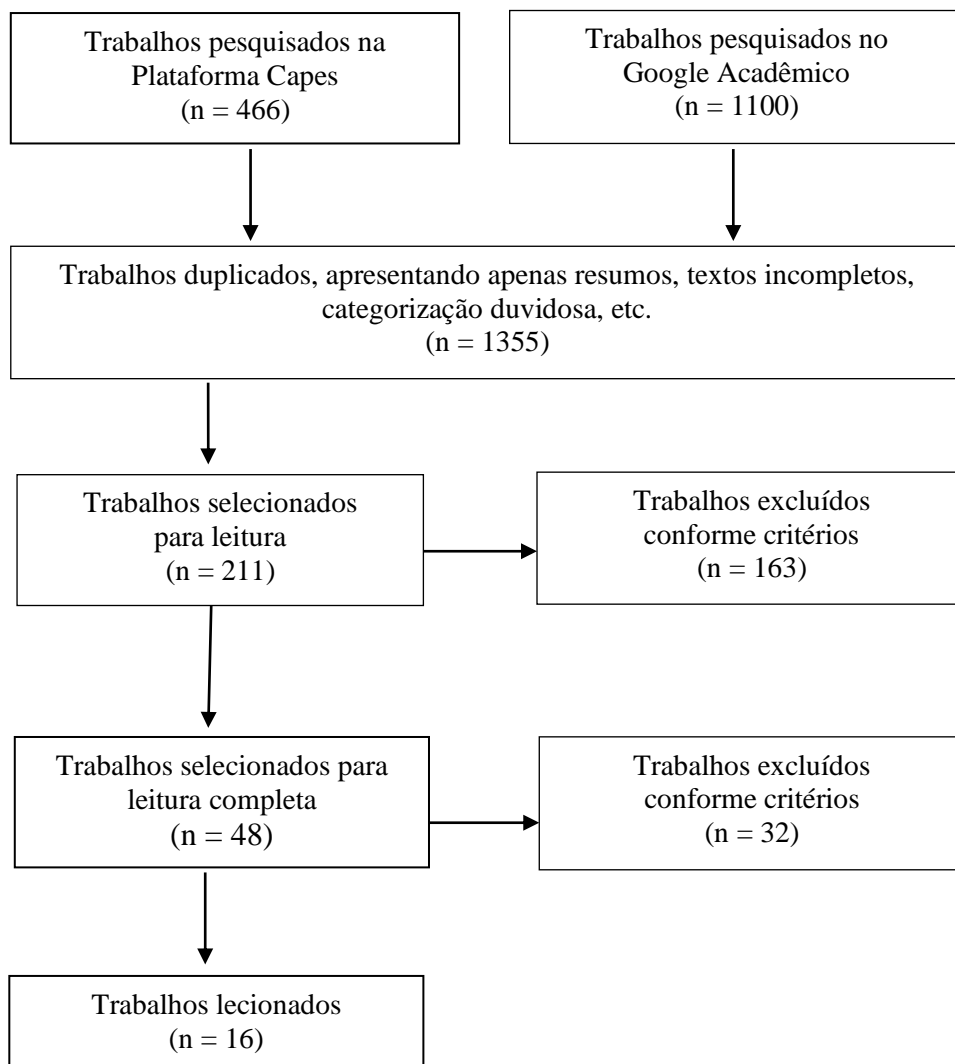 Trabalhos pesquisados na
Plataforma Capes
(n = 466)
Trabalhos pesquisados no
Google Acadêmico
(n = 1100)
Trabalhos duplicados, apresentando apenas resumos, textos incompletos,
categorização duvidosa, etc.
(n = 1355)
Trabalhos selecionados
para leitura
(n = 211)
Trabalhos excluídos
conforme critérios
(n = 163)
Trabalhos selecionados para
leitura completa
(n = 48)
Trabalhos excluídos
conforme critérios
(n = 32)
Trabalhos lecionados
(n = 16)